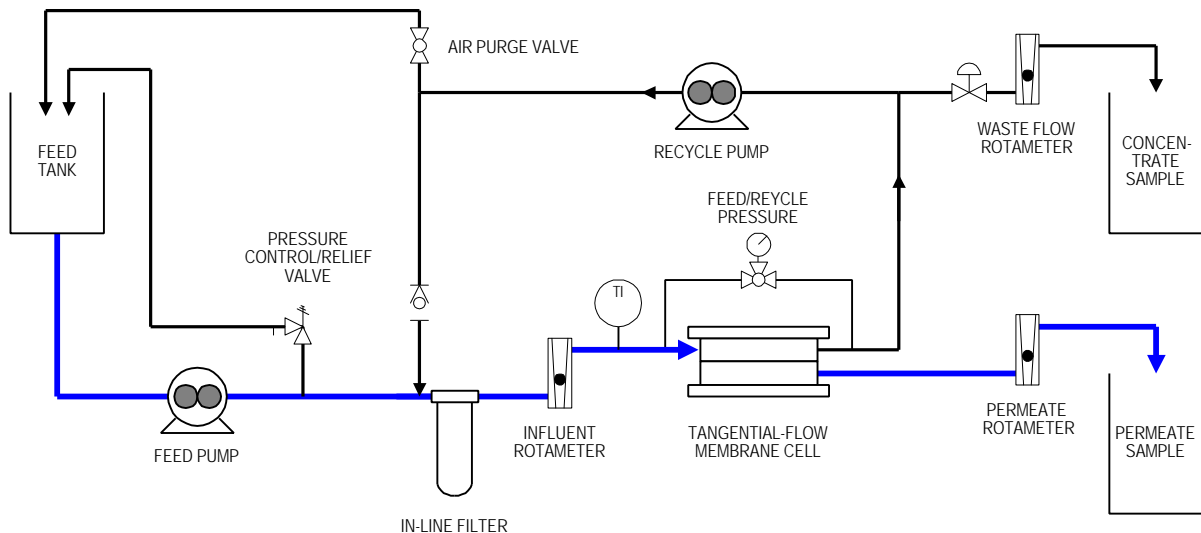 AIR PURGE VALVE
FEED
TANK
RECYCLE PUMP
WASTE FLOW
ROTAMETER
CONCEN-
TRATE
SAMPLE
FEED/REYCLE
PRESSURE
PRESSURE
CONTROL/RELIEF
VALVE
TI
FEED PUMP
INFLUENT
ROTAMETER
TANGENTIAL-FLOW
MEMBRANE CELL
PERMEATE
ROTAMETER
PERMEATE
SAMPLE
IN-LINE FILTER